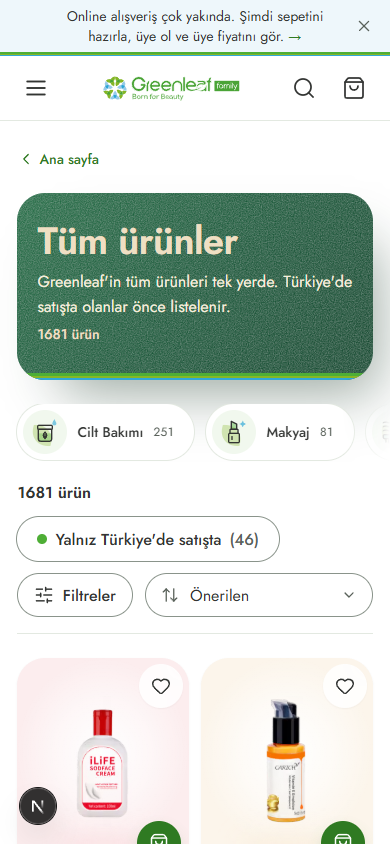 Online alışveriş çok yakında. Şimdi sepetini
hazırla, üye ol ve üye fiyatını gör. →
Greenleaf family
Born for Beauty
Ana sayfa
Tüm ürünler
Greenleaf'in tüm ürünleri tek yerde. Türkiye'de
satışta olanlar önce listelenir.
1681 ürün
Cilt Bakımı 251
Makyaj 81
1681 ürün
Yalnız Türkiye'de satışta (46)
Filtreler
Önerilen
iLiFE
SODFACE
CREAM
CARICH
N